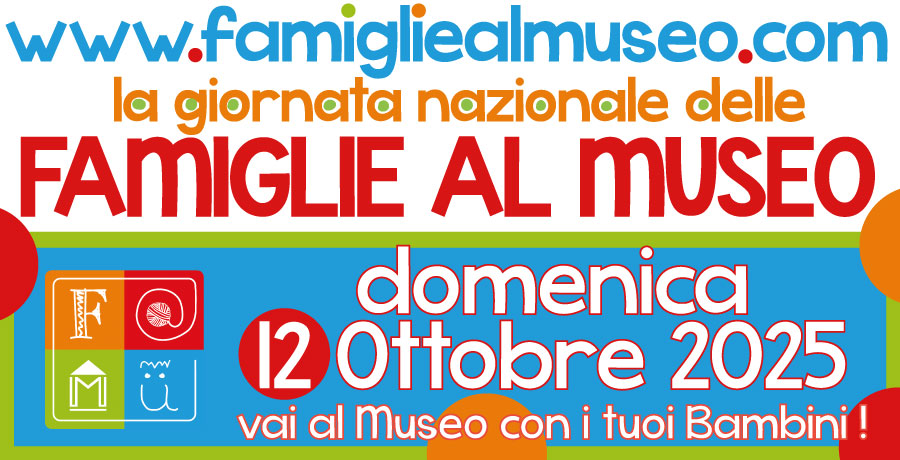 www.famigliealmuseo.com
la giornata nazionale delle
FAMIGLIE AL MUSEO
domenica
12 Ottobre 2025
vai al Museo con i tuoi Bambini !
F@
MU